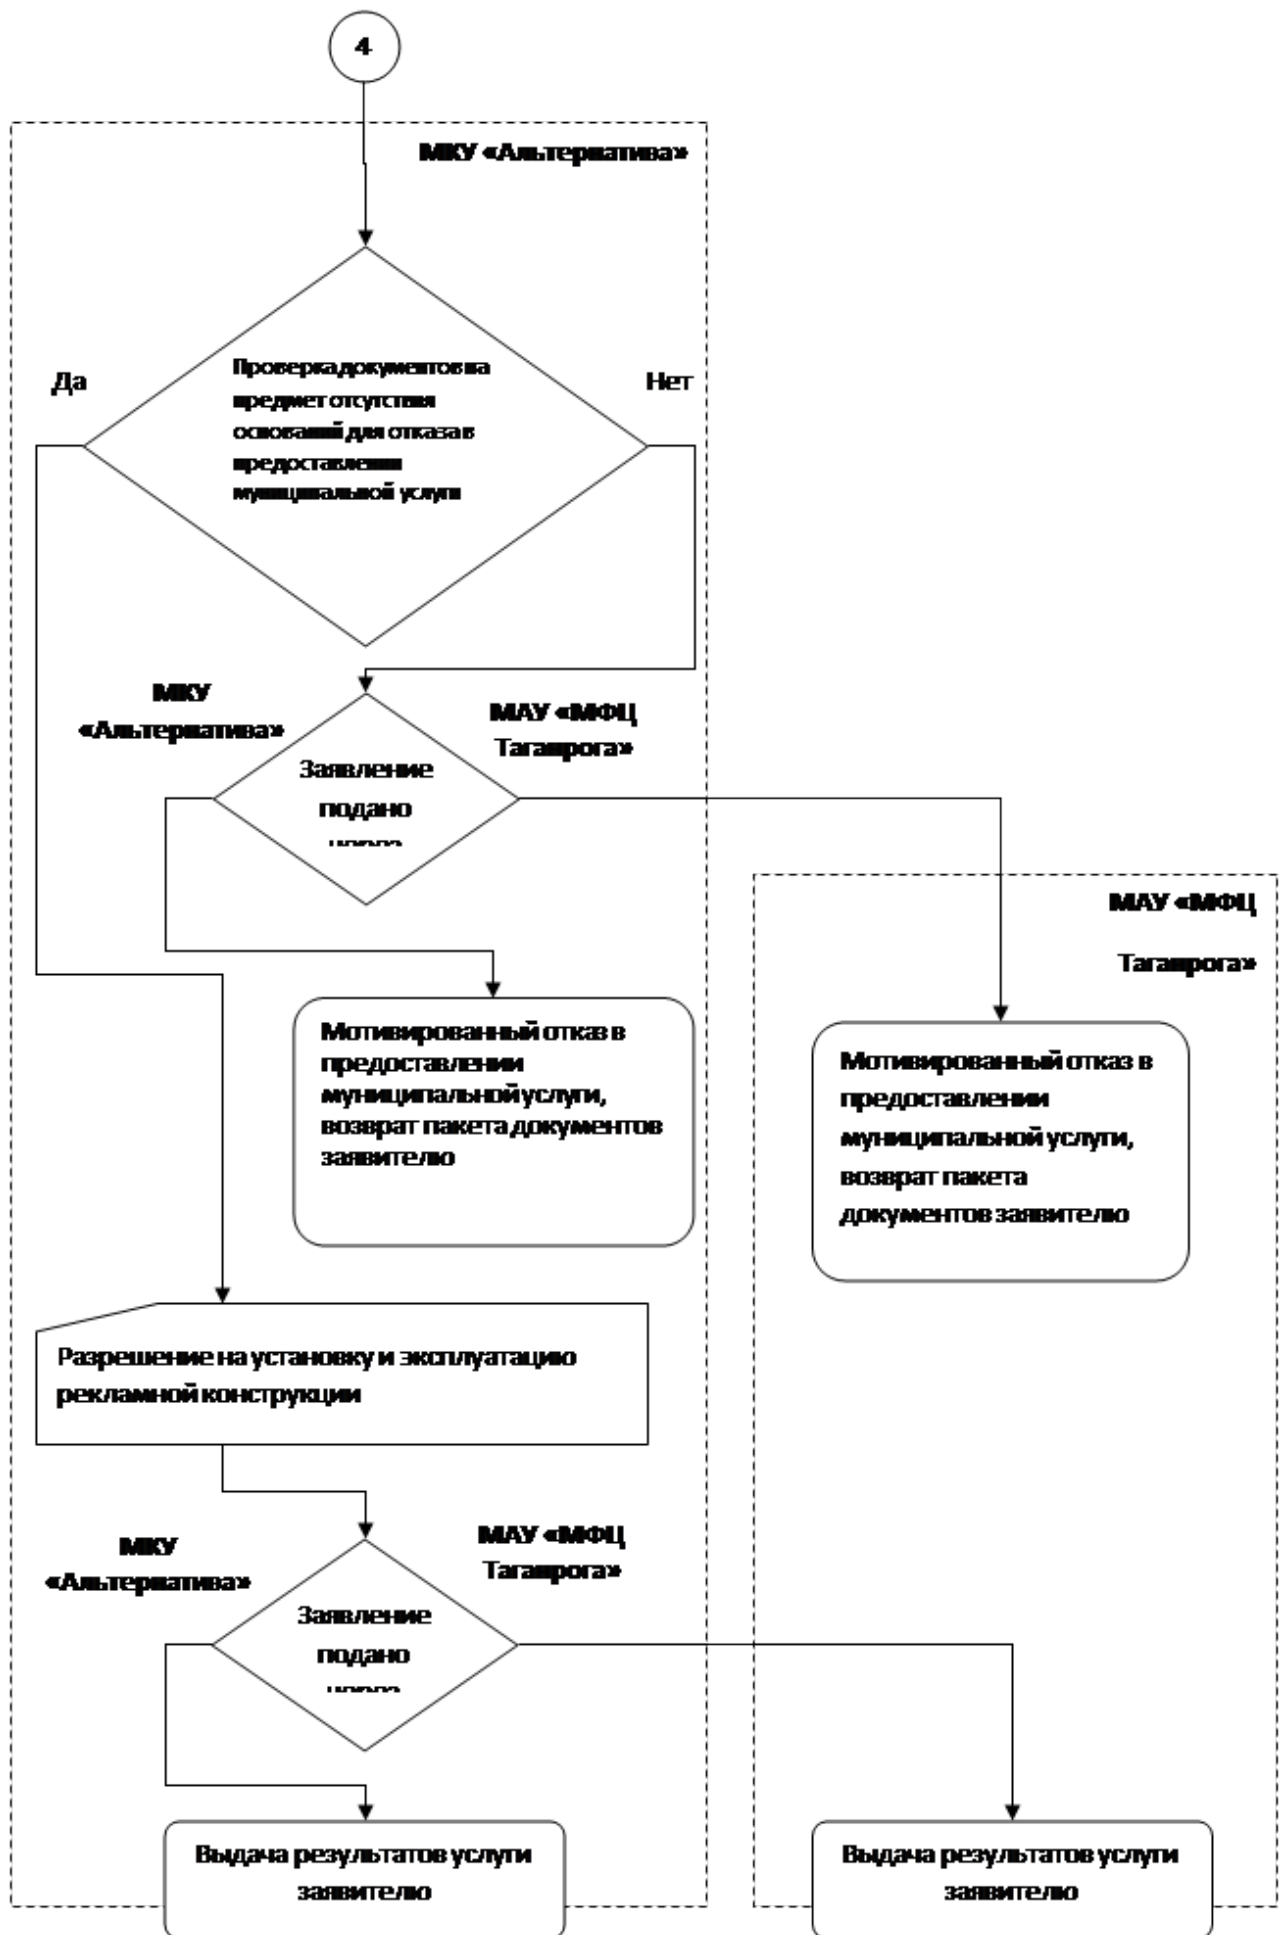 4
МКУ «Альтернатива»
Да
Проверка документов на
предмет отсутствия
оснований для отказа в
предоставлении
муниципальной услуги
Нет
МКУ
«Альтернатива»
МАУ «МФЦ
Таганрога»
Заявление
подано
МАУ «МФЦ
Таганрога»
Мотивированный отказ в
предоставлении
муниципальной услуги,
возврат пакета документов
заявителю
Мотивированный отказ в
предоставлении
муниципальной услуги,
возврат пакета
документов заявителю
Разрешение на установку и эксплуатацию
рекламной конструкции
МКУ
«Альтернатива»
МАУ «МФЦ
Таганрога»
Заявление
подано
Выдача результатов услуги
заявителю
Выдача результатов услуги
заявителю